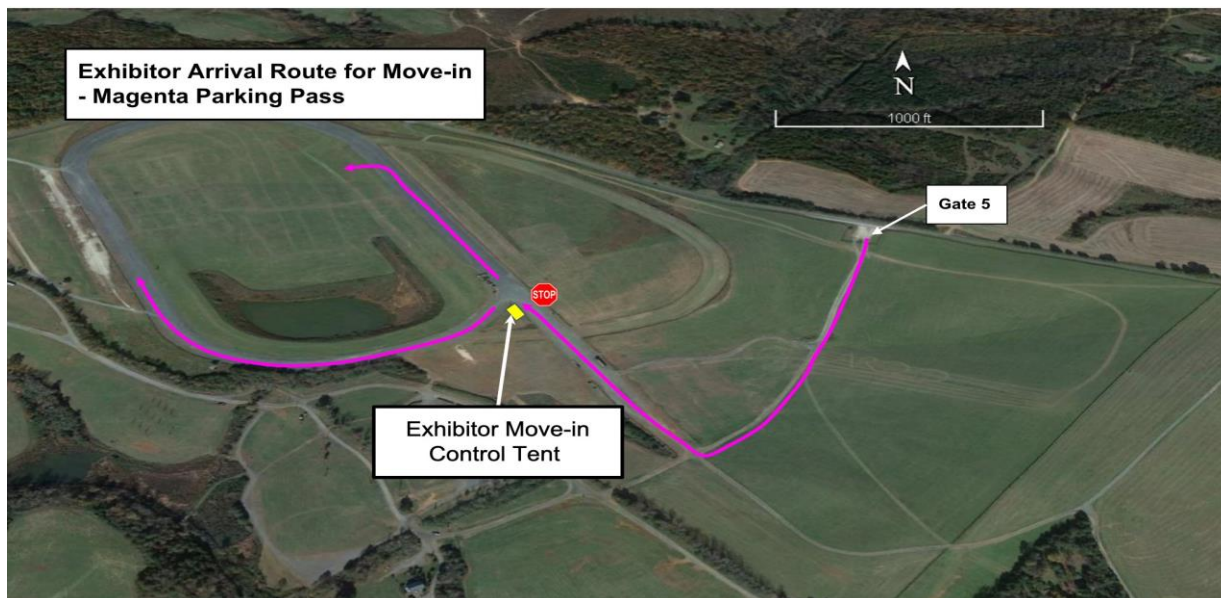 Exhibitor Arrival Route for Move-in
- Magenta Parking Pass
N
1000 ft
Gate 5
STOP
Exhibitor Move-in
Control Tent